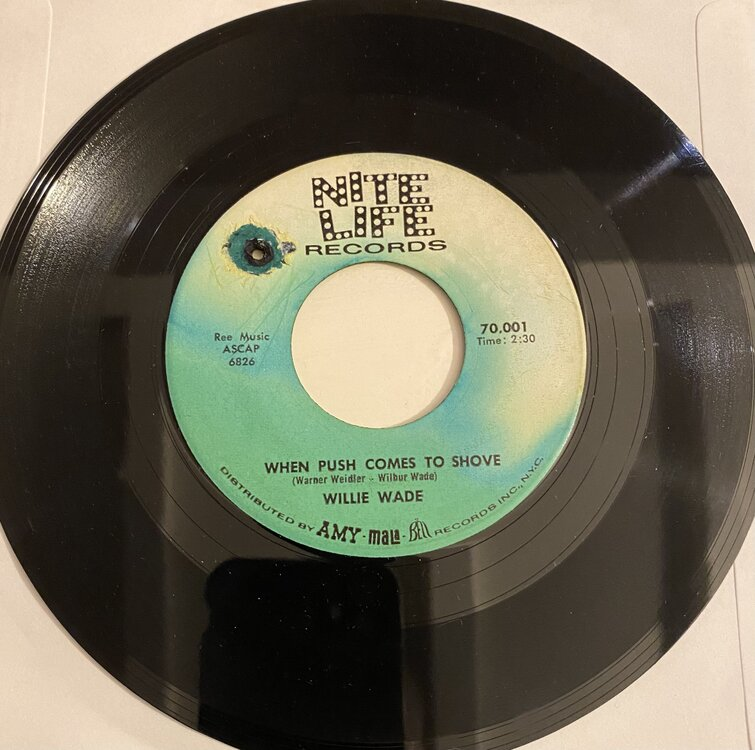 NITE
LIFE
RECORDS
Ree Music
ASCAP
6826
70,001
Time: 2:30
WHEN PUSH COMES TO SHOVE
(Warner Weidler - Wilbur Wade)
WILLIE WADE
DISTRIBUTED BY AMY-mala-BELL RECORDS INC., N.Y.C.